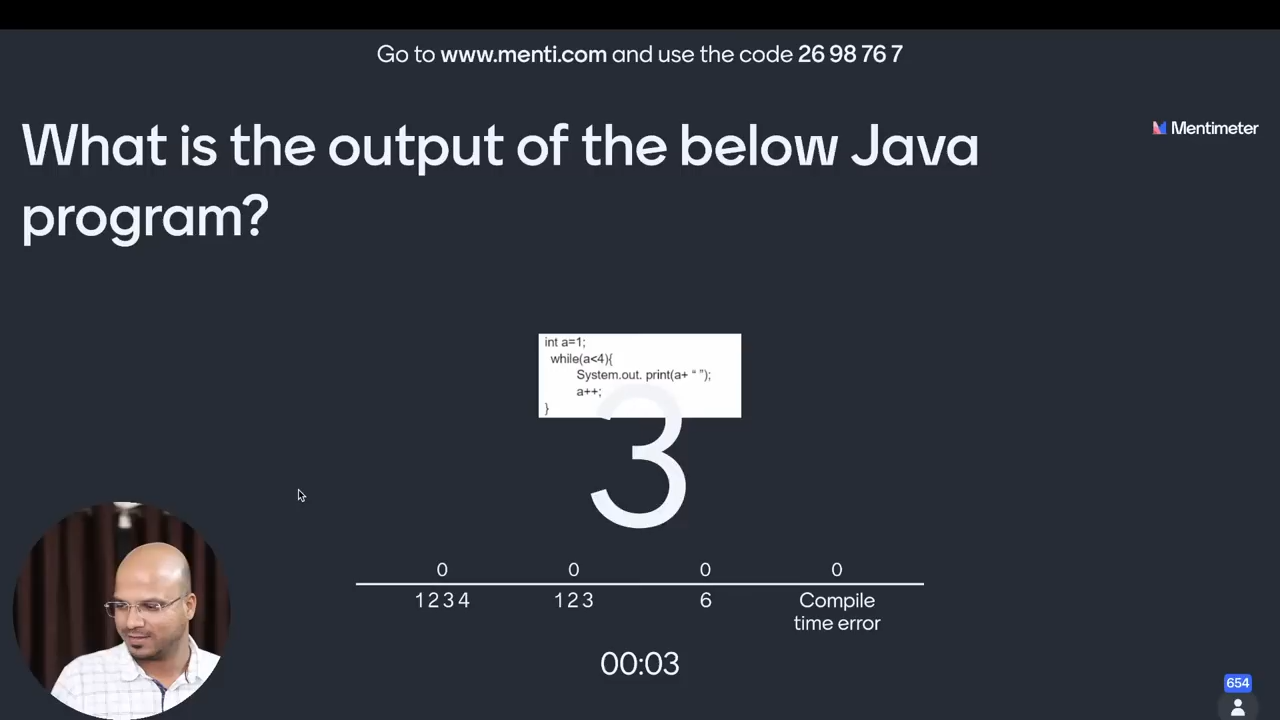 Go to www.menti.com and use the code 26 98 76 7
Mentimeter
What is the output of the below Java
program?
int a=1;
while(a<4){
System.out. print(a+ “ ”);
a++;
}
3
0 0 0 0
1 2 3 4 1 2 3 6 Compile
time error
00:03
654